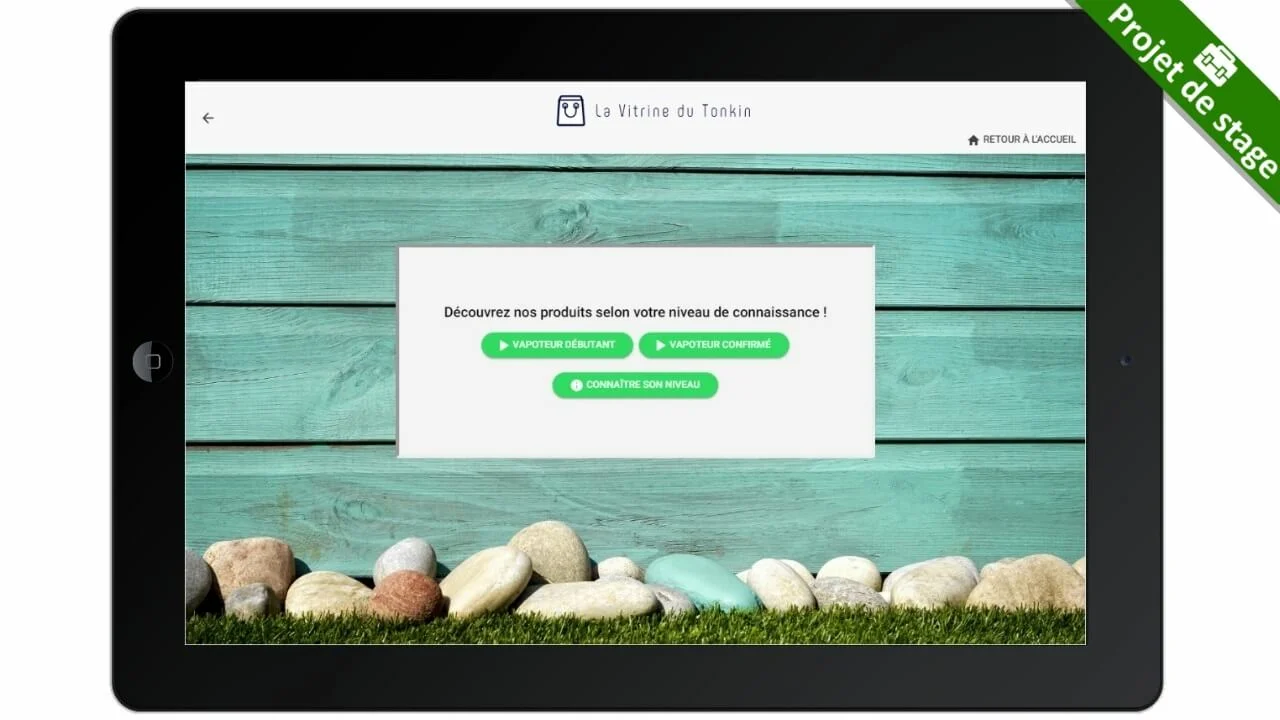 Projet de stage
La Vitrine du Tonkin
RETOUR À L'ACCUEIL
Découvrez nos produits selon votre niveau de connaissance !
VAPOTEUR DÉBUTANT
VAPOTEUR CONFIRMÉ
CONNAÎTRE SON NIVEAU